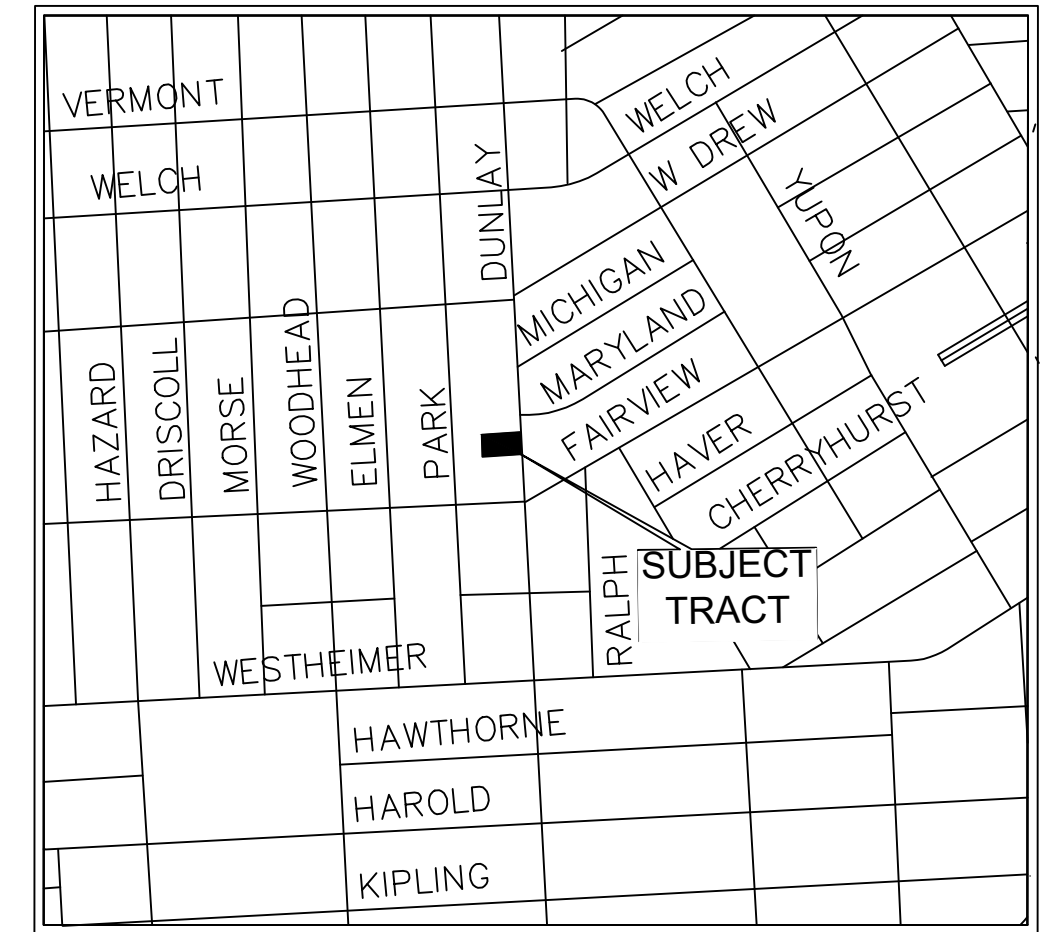 VERMONT
WELCH
WELCH
W DREW
DUNLAY
YUPON
MICHIGAN
MARYLAND
FAIRVIEW
HAZARD
DRISCOLL
MORSE
WOODHEAD
ELMEN
PARK
HAVER
CHERRYHURST
RALPH
SUBJECT
TRACT
WESTHEIMER
HAWTHORNE
HAROLD
KIPLING